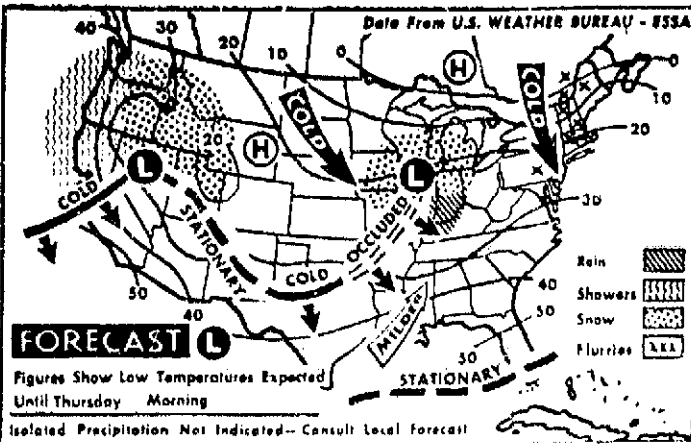 Data From U.S. WEATHER BUREAU - ESSA
40
30
20
10
0
H
COLD
COLD
0
10
20
20
H
L
L
COLD
STATIONARY
COLD
OCCLUDED
30
50
40
MILDER
40
50
50
STATIONARY
Rain
Showers
Snow
Flurries
FORECAST L
Figures Show Low Temperatures Expected
Until Thursday Morning
Isolated Precipitation Not Indicated-- Consult Local Forecast